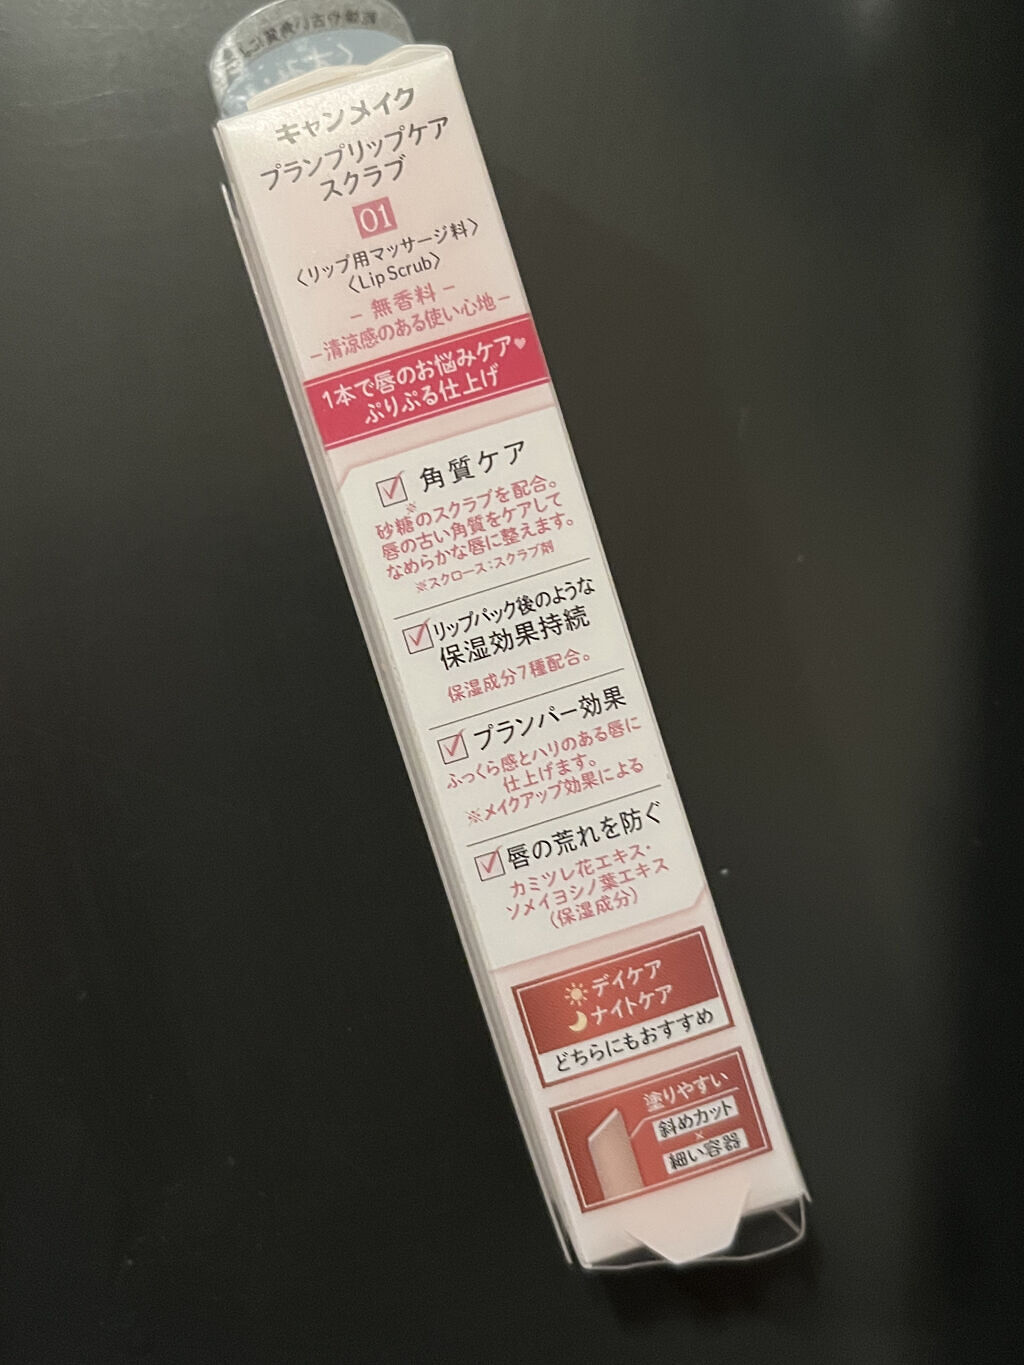 キャンメイク
プランプリップケア
スクラブ
01
〈リップ用マッサージ料〉
〈Lip Scrub〉
− 無香料 −
−清涼感のある使い心地−
1本で唇のお悩みケア♥
ぷりぷる仕上げ
角質ケア
砂糖※のスクラブを配合。
唇の古い角質をケアして
なめらかな唇に整えます。
※スクロース：スクラブ剤
リップパック後のような
保湿効果持続
保湿成分7種配合。
プランパー効果
ふっくら感とハリのある唇に
仕上げます。
※メイクアップ効果による
唇の荒れを防ぐ
カミツレ花エキス・
ソメイヨシノ葉エキス
（保湿成分）
デイケア
ナイトケア
どちらにもおすすめ
塗りやすい
斜めカット
×
細い容器